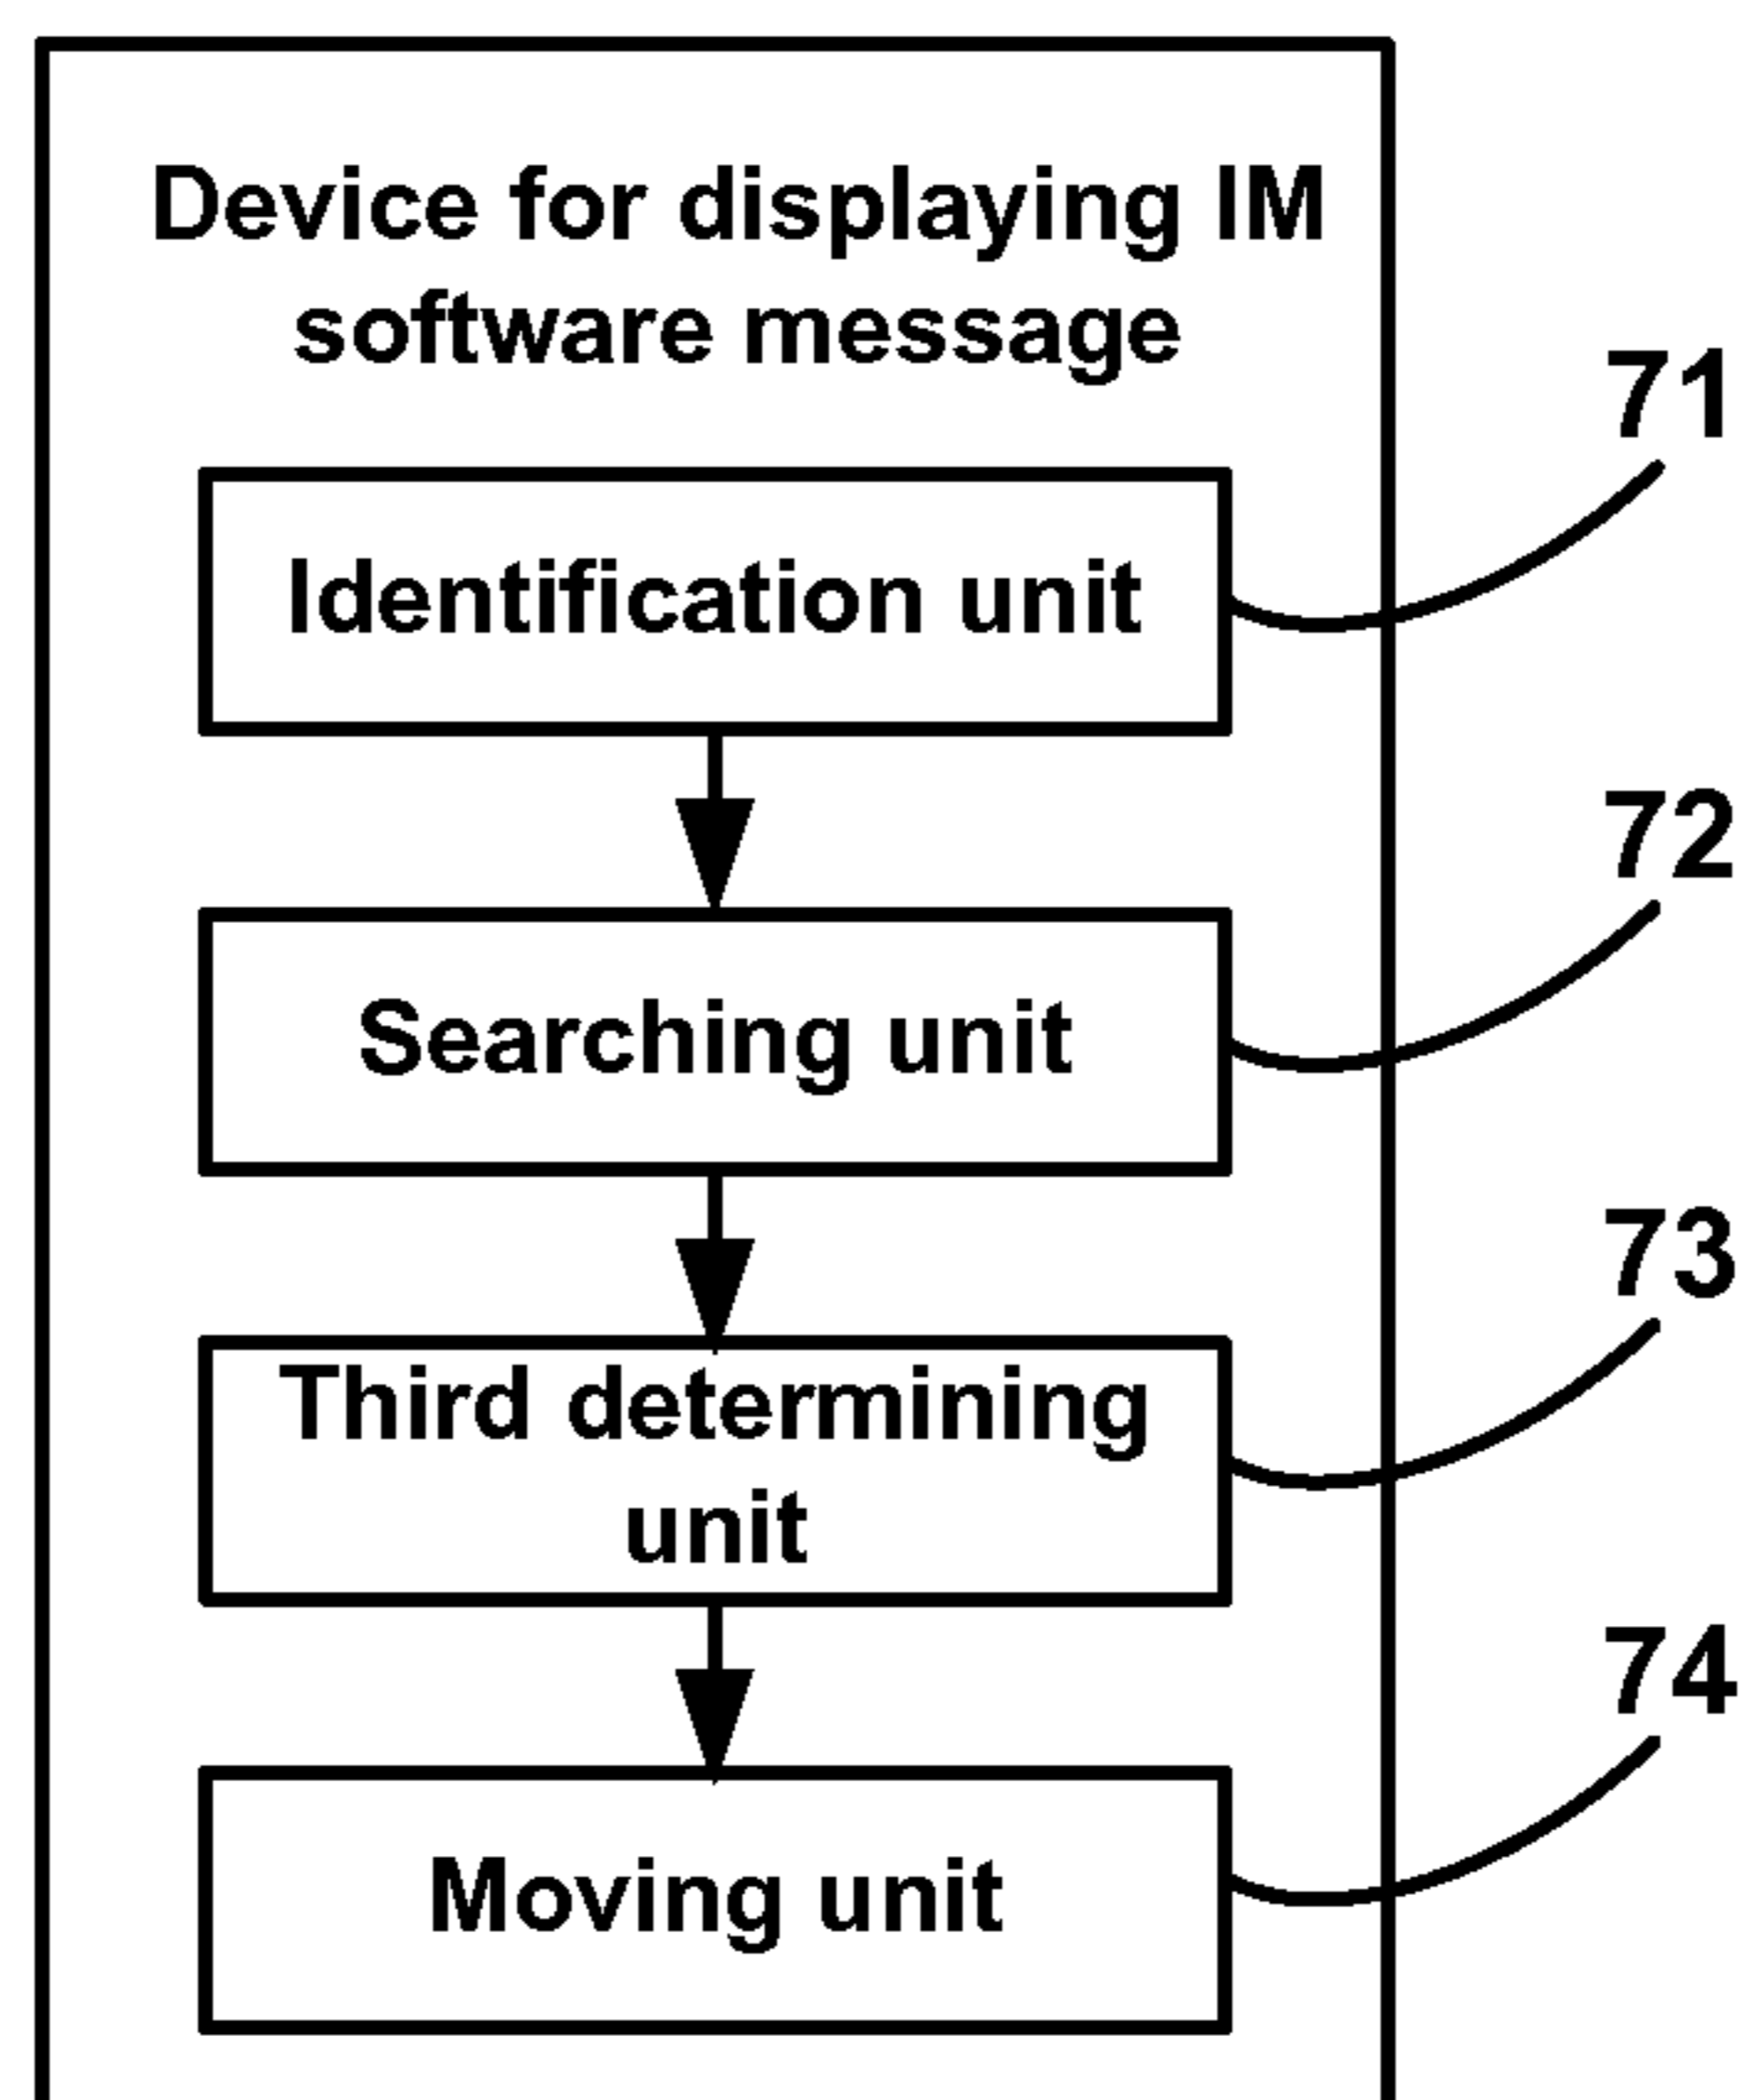 Device for displaying IM
software message
71
Identification unit
72
Searching unit
73
Third determining
unit
74
Moving unit